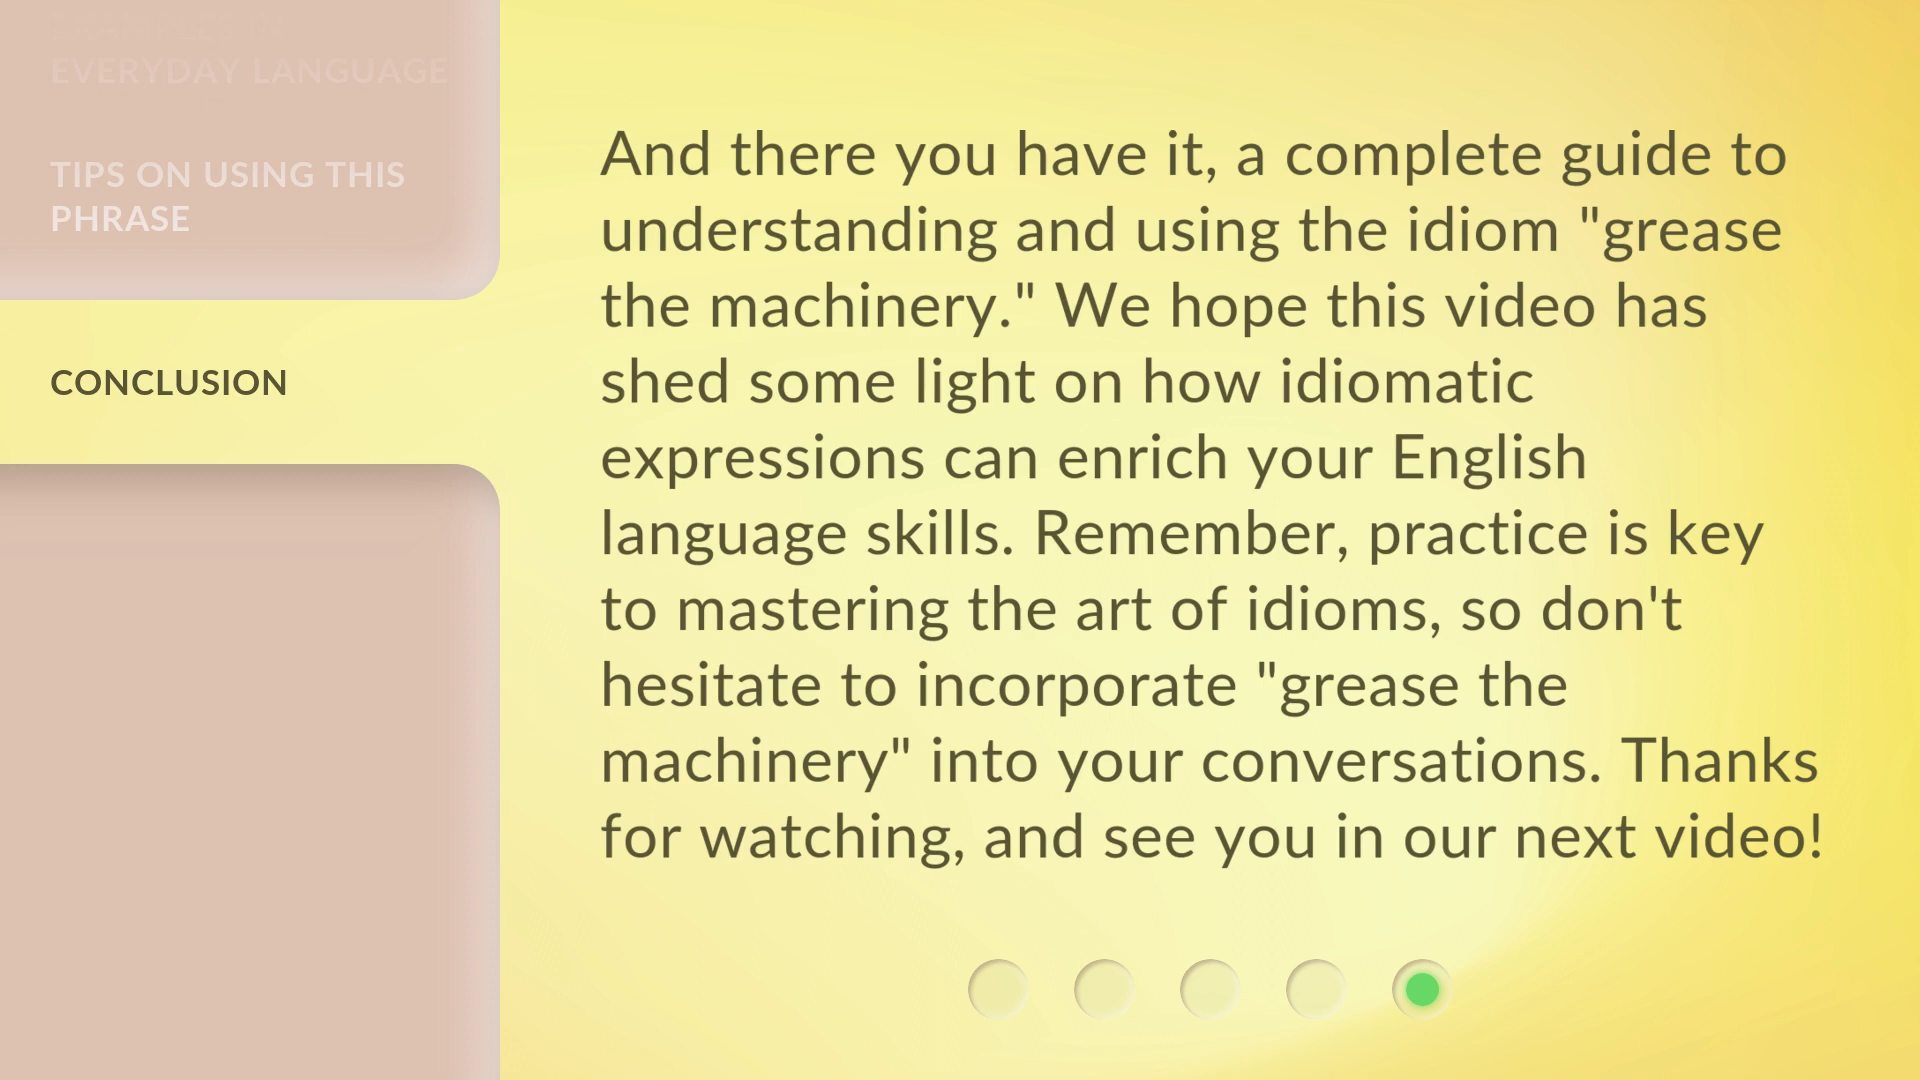 EVERYDAY LANGUAGE
TIPS ON USING THIS
PHRASE
CONCLUSION
And there you have it, a complete guide to
understanding and using the idiom "grease
the machinery." We hope this video has
shed some light on how idiomatic
expressions can enrich your English
language skills. Remember, practice is key
to mastering the art of idioms, so don't
hesitate to incorporate "grease the
machinery" into your conversations. Thanks
for watching, and see you in our next video!